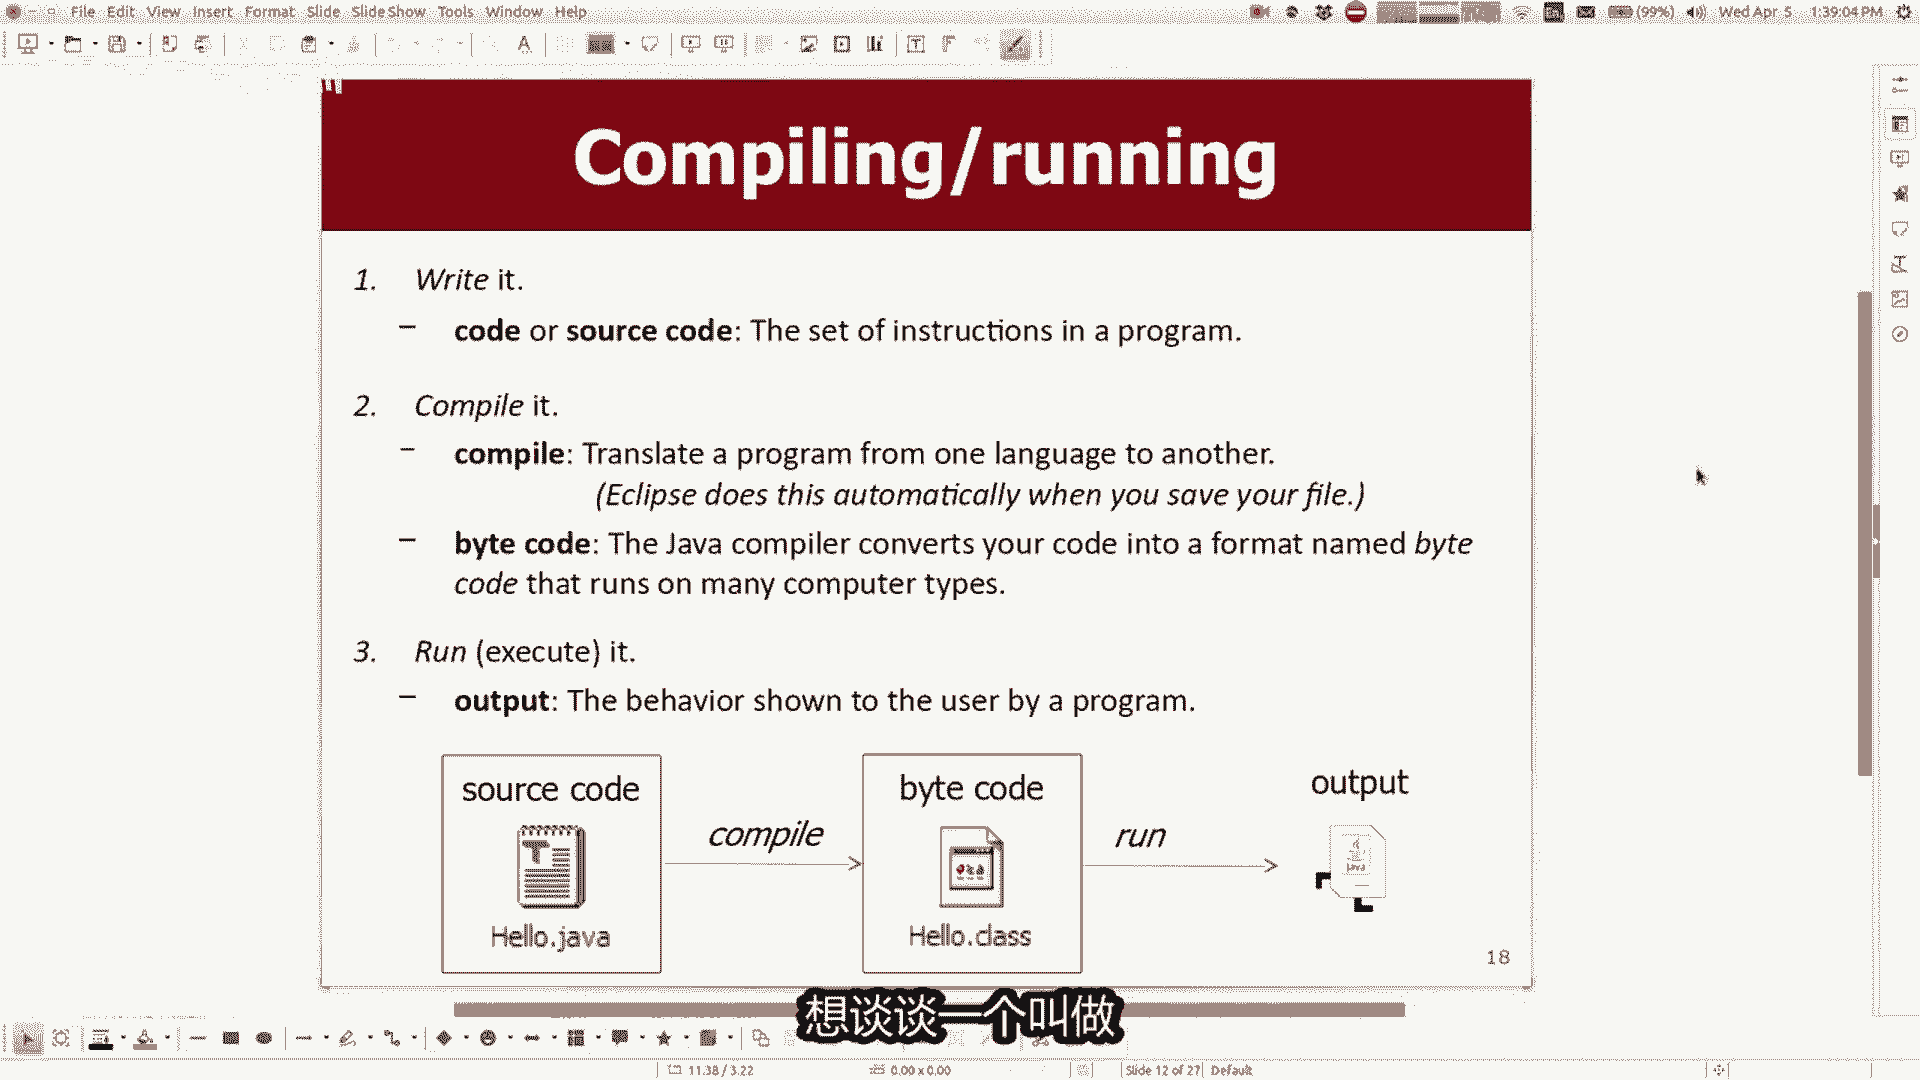 File Edit View Insert Format Slide Slide Show Tools Window Help
(99%) Wed Apr 5 1:39:04 PM
Compiling/running
1. Write it.
– code or source code: The set of instructions in a program.
2. Compile it.
– compile: Translate a program from one language to another.
(Eclipse does this automatically when you save your file.)
– byte code: The Java compiler converts your code into a format named byte
code that runs on many computer types.
3. Run (execute) it.
– output: The behavior shown to the user by a program.
source code
compile
byte code
run
output
Hello.java
Hello.class
18
想谈谈一个叫做
11.38 / 3.22
0.00 x 0.00
Slide 12 of 27
Default